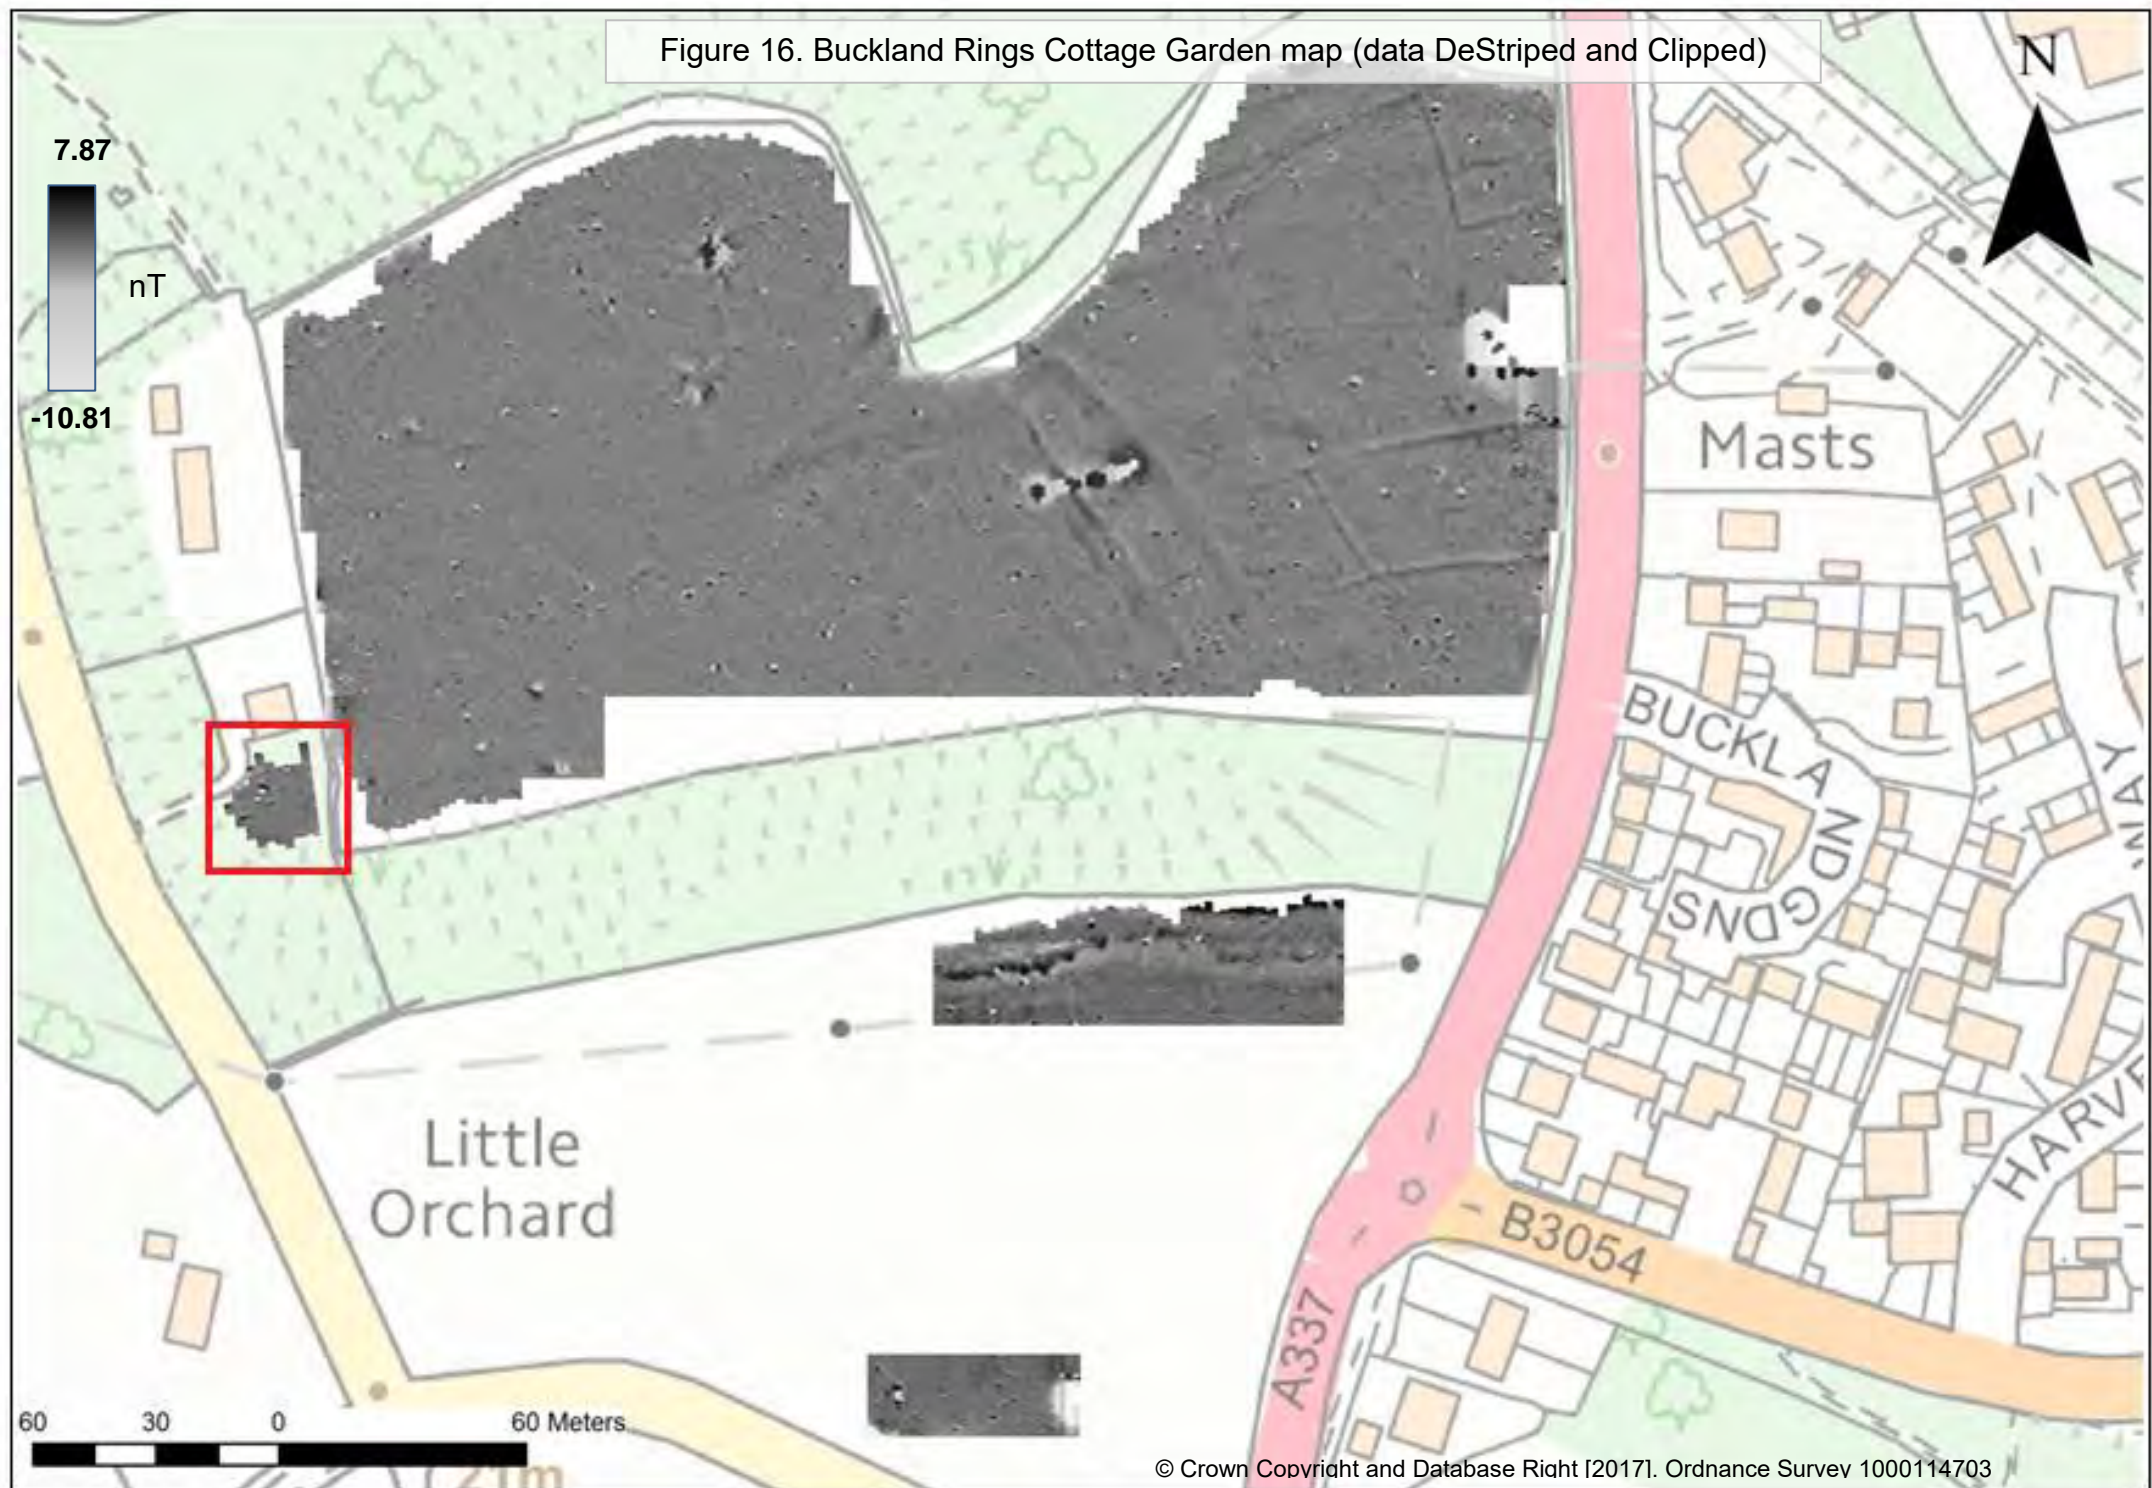 Figure 16. Buckland Rings Cottage Garden map (data DeStriped and Clipped)
N
7.87
nT
-10.81
Masts
BUCKLAND GDNS
WAY
Little
Orchard
B3054
HARVE
A337
60 30 0 60 Meters
21m
© Crown Copyright and Database Right [2017]. Ordnance Survey 1000114703